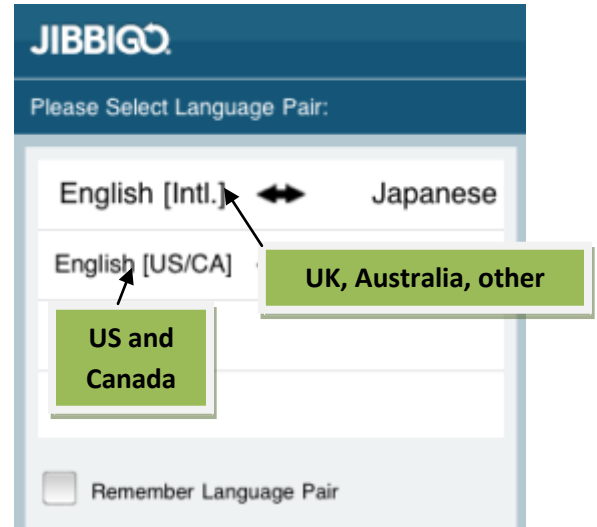 JIBBIGO
Please Select Language Pair:
English [Intl.] Japanese
English [US/CA]
UK, Australia, other
US and
Canada
Remember Language Pair